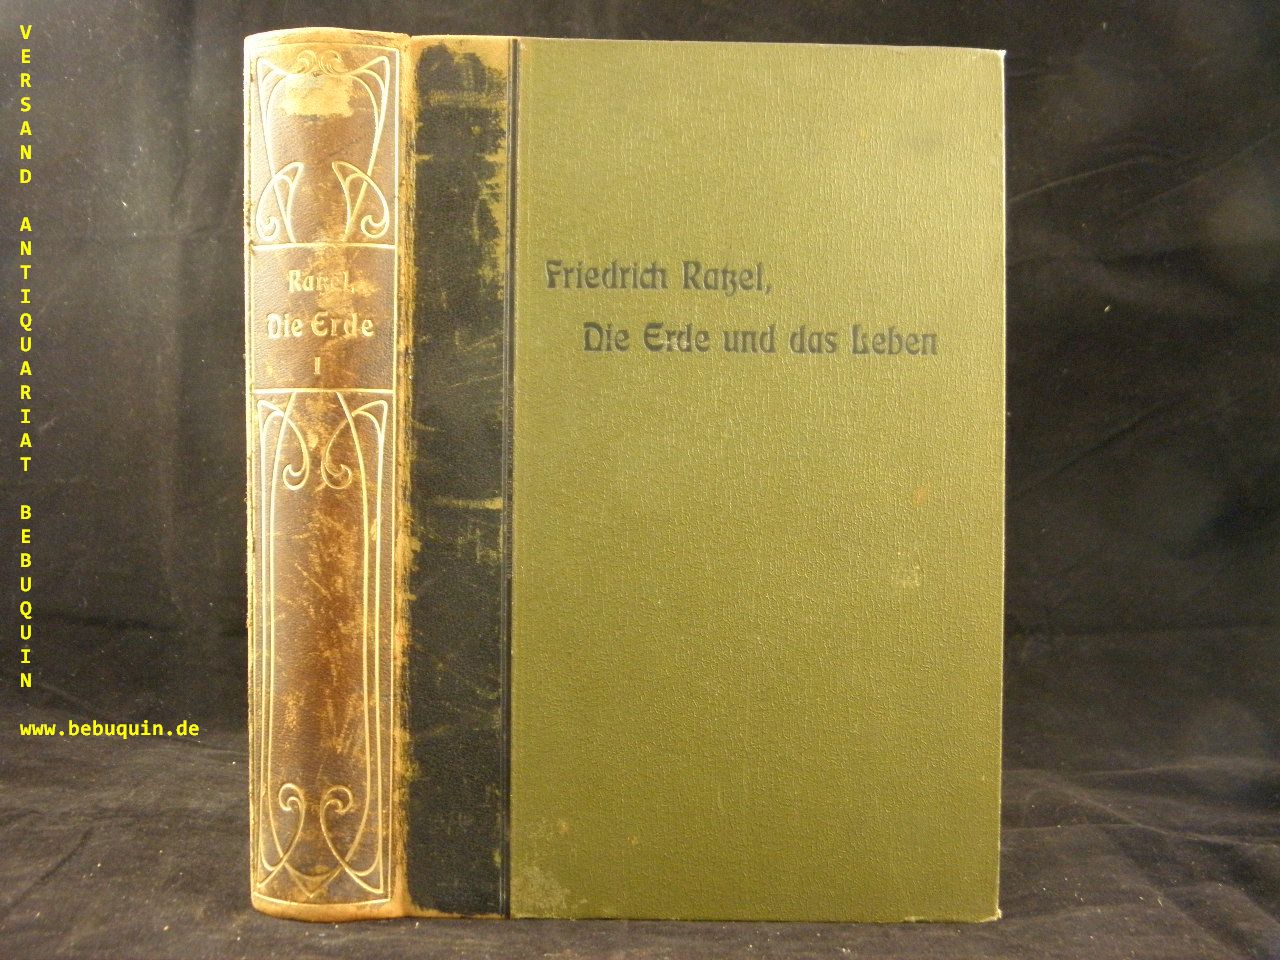 VERSAND ANTIQUARIAT BEBUQUIN
www.bebuquin.de
Ratzel,
Die Erde
I
Friedrich Ratzel,
Die Erde und das Leben